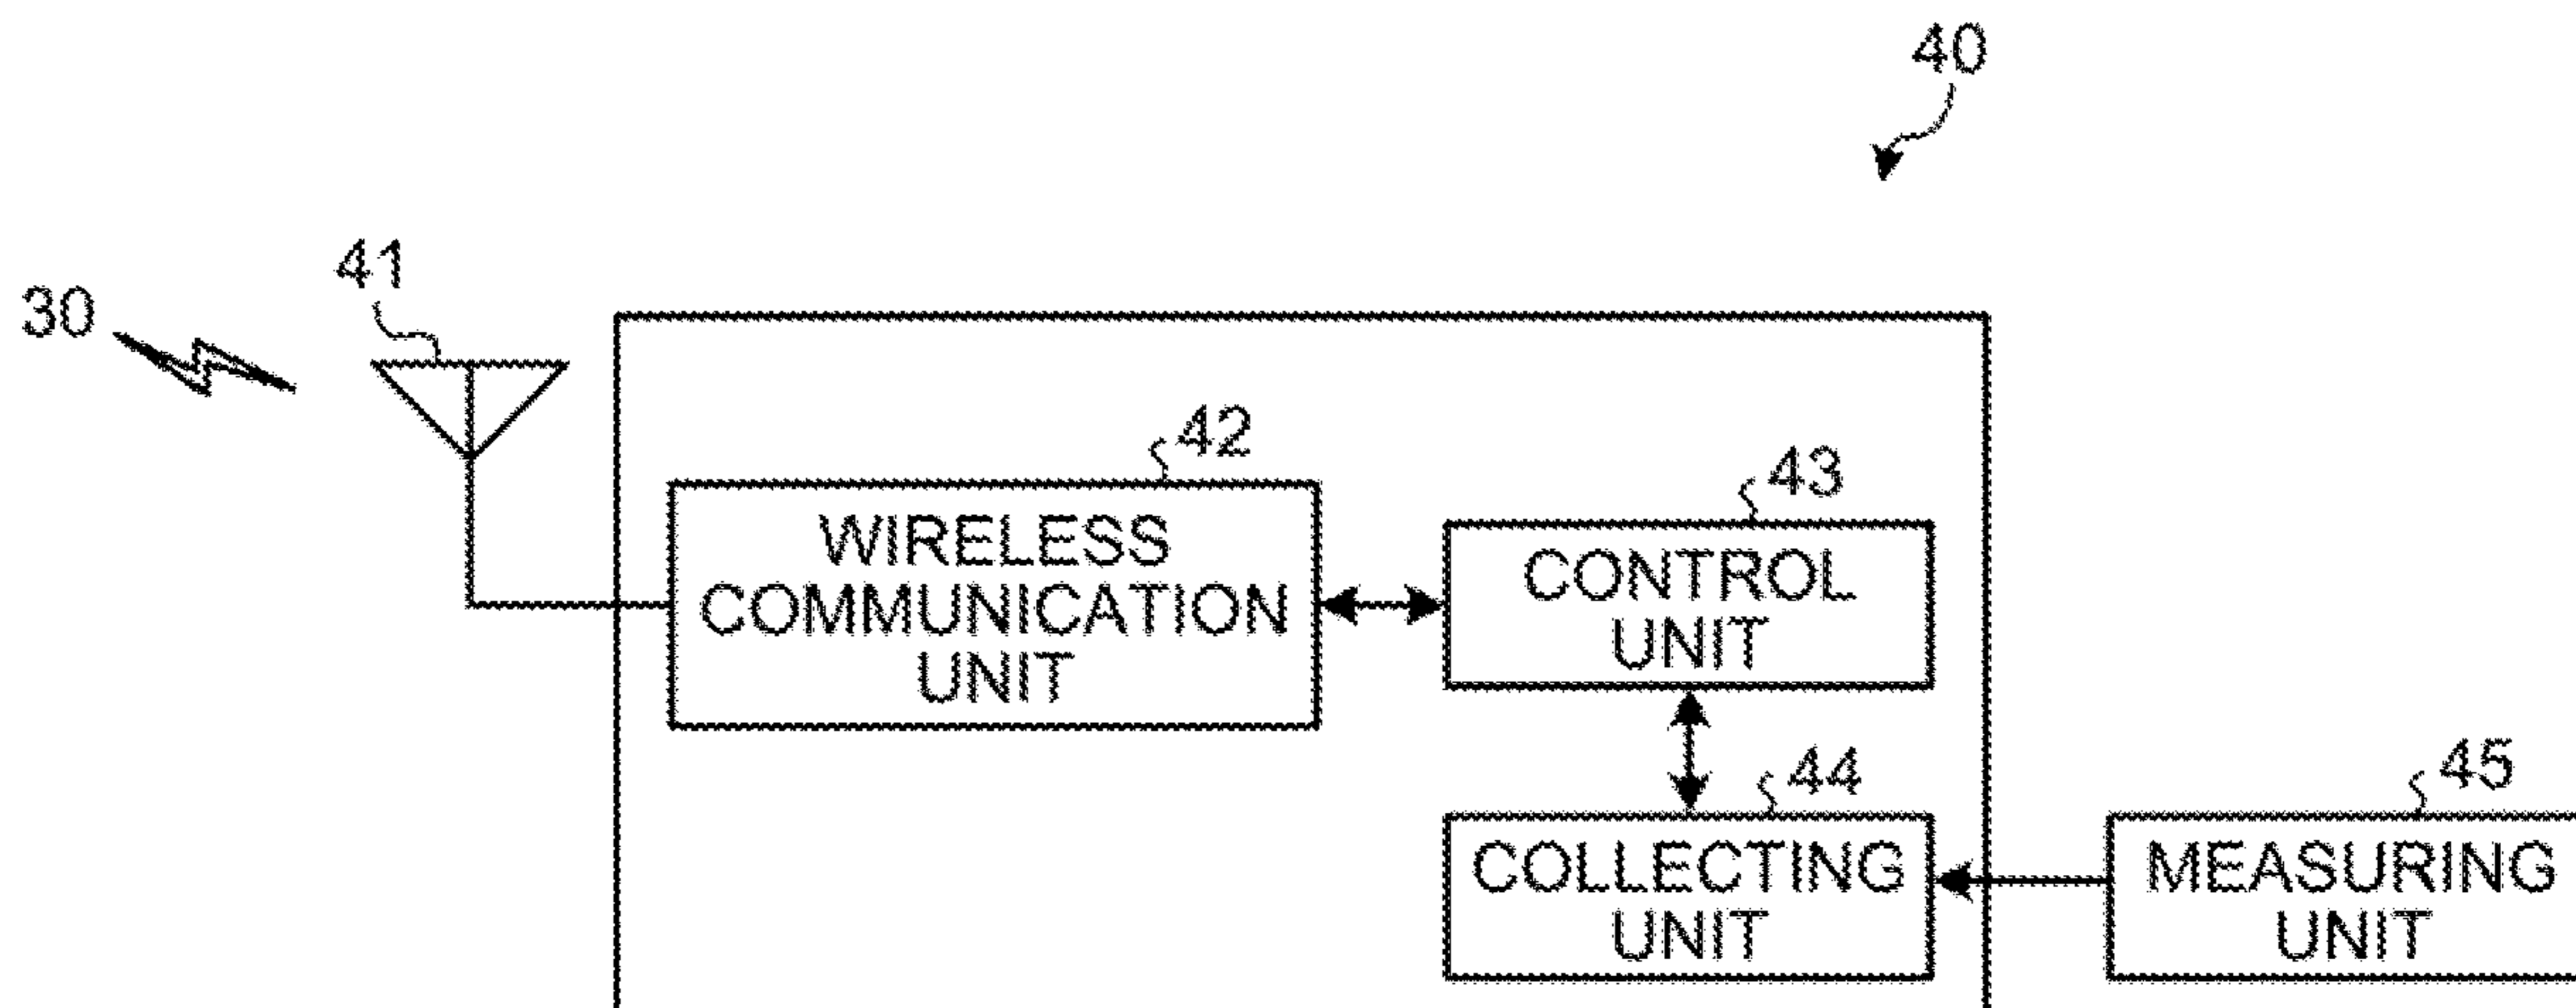 40
41
30
42
WIRELESS
COMMUNICATION
UNIT
43
CONTROL
UNIT
44
COLLECTING
UNIT
45
MEASURING
UNIT